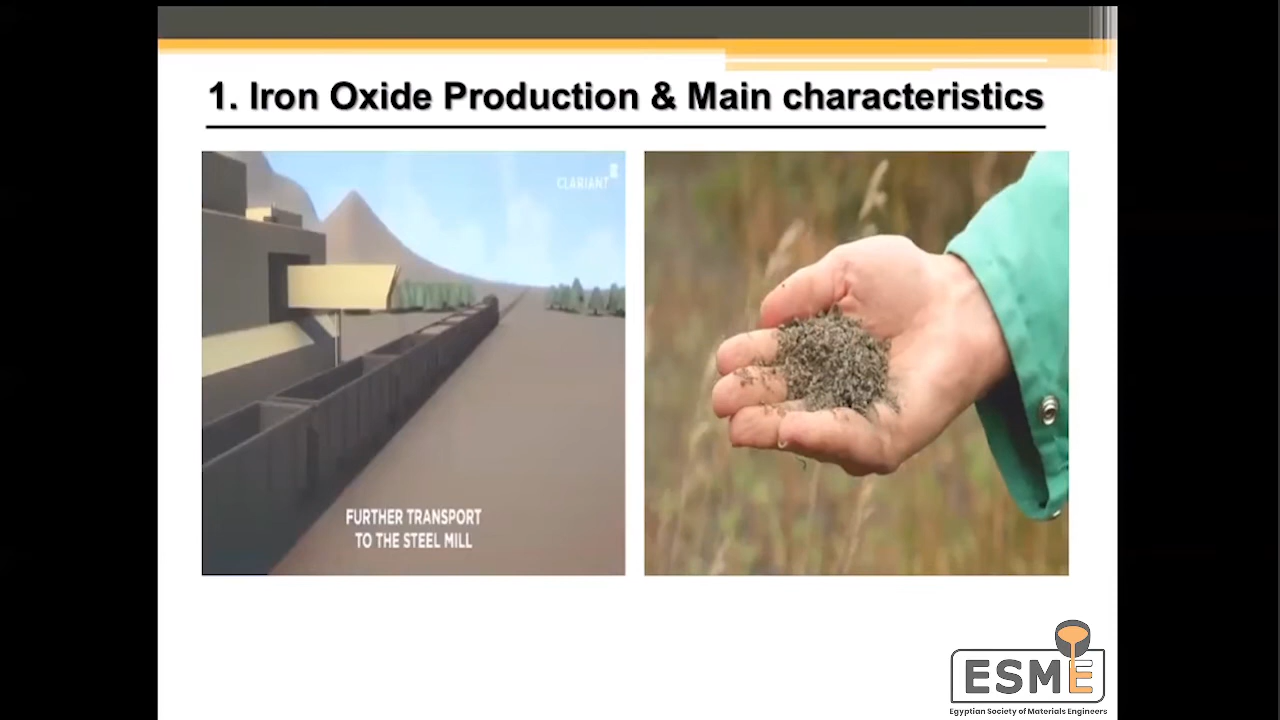 1. Iron Oxide Production & Main characteristics
CLARIANT
FURTHER TRANSPORT
TO THE STEEL MILL
ESME
Egyptian Society of Materials Engineers